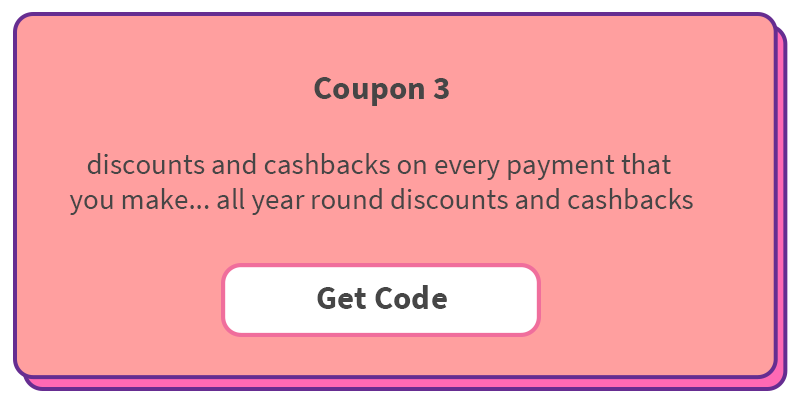 Coupon 3
discounts and cashbacks on every payment that
you make... all year round discounts and cashbacks
Get Code